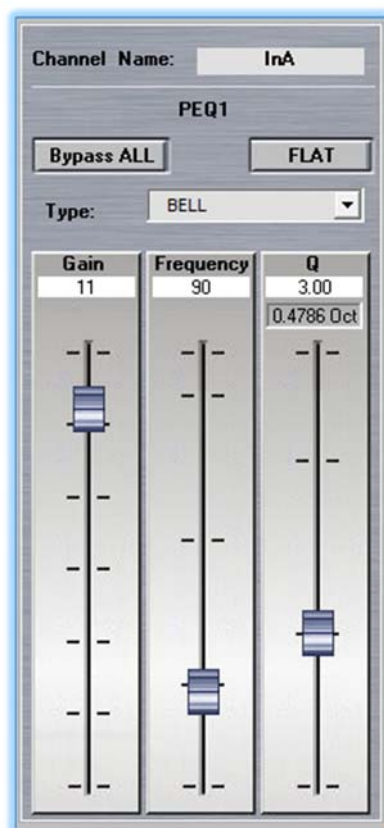 Channel Name: InA
PEQ1
Bypass ALL FLAT
Type: BELL
Gain Frequency Q
11 90 3.00
0.4786 Oct